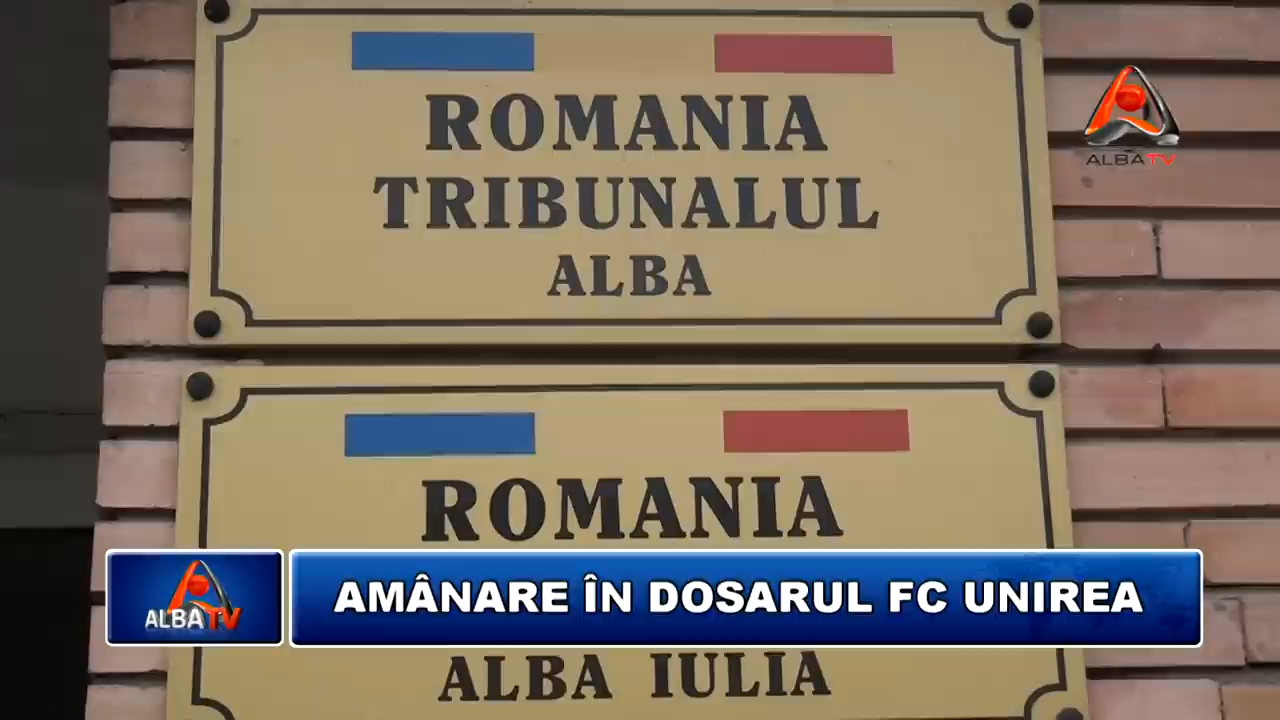 ROMANIA
TRIBUNALUL
ALBA
ALBATV
ROMANIA
ALBATV
AMÂNARE ÎN DOSARUL FC UNIREA
ALBA IULIA